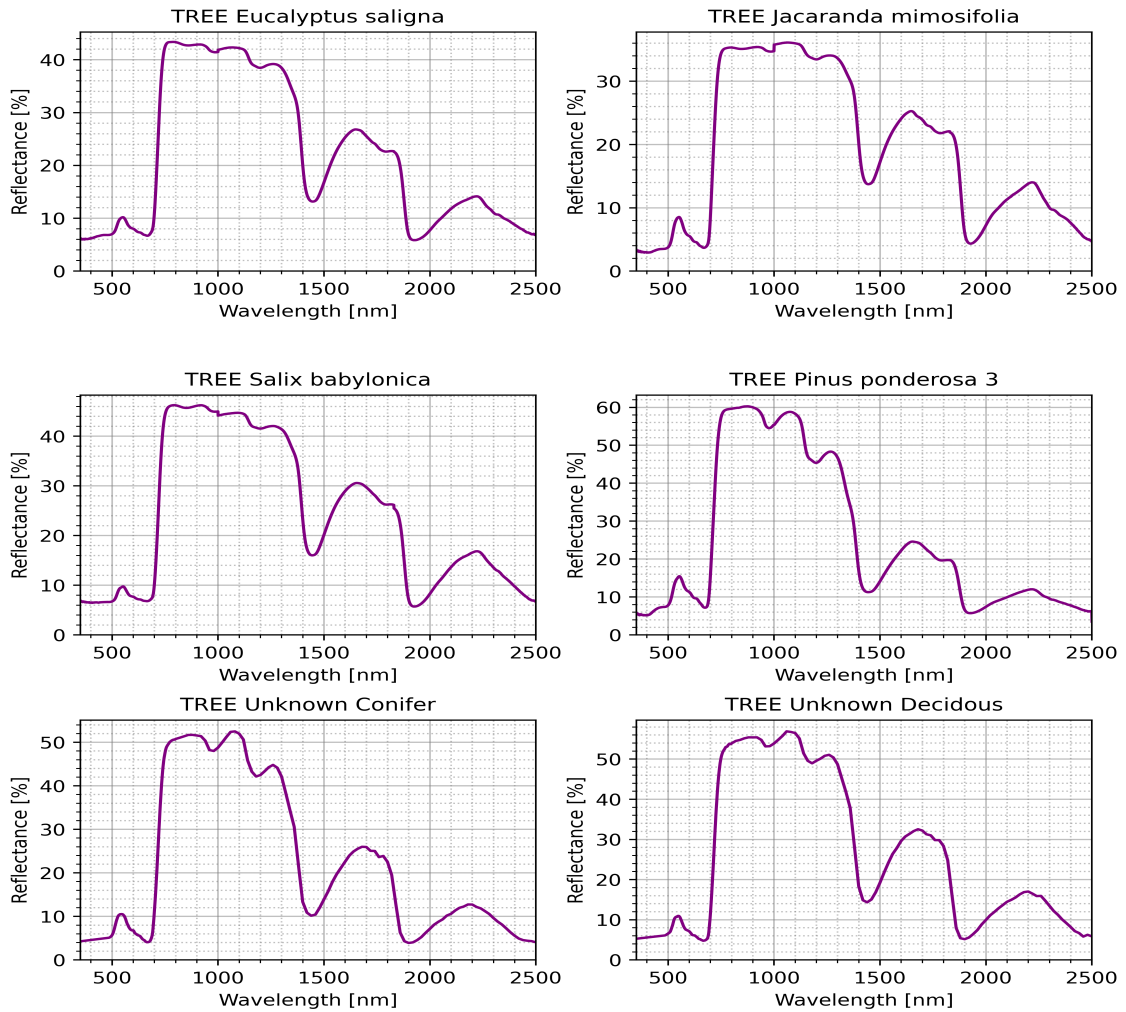 TREE Eucalyptus saligna
Reflectance [%]
40
30
20
10
0
500 1000 1500 2000 2500
Wavelength [nm]
TREE Jacaranda mimosifolia
Reflectance [%]
30
20
10
0
500 1000 1500 2000 2500
Wavelength [nm]
TREE Salix babylonica
Reflectance [%]
40
30
20
10
0
500 1000 1500 2000 2500
Wavelength [nm]
TREE Pinus ponderosa 3
Reflectance [%]
60
50
40
30
20
10
0
500 1000 1500 2000 2500
Wavelength [nm]
TREE Unknown Conifer
Reflectance [%]
50
40
30
20
10
0
500 1000 1500 2000 2500
Wavelength [nm]
TREE Unknown Decidous
Reflectance [%]
50
40
30
20
10
0
500 1000 1500 2000 2500
Wavelength [nm]